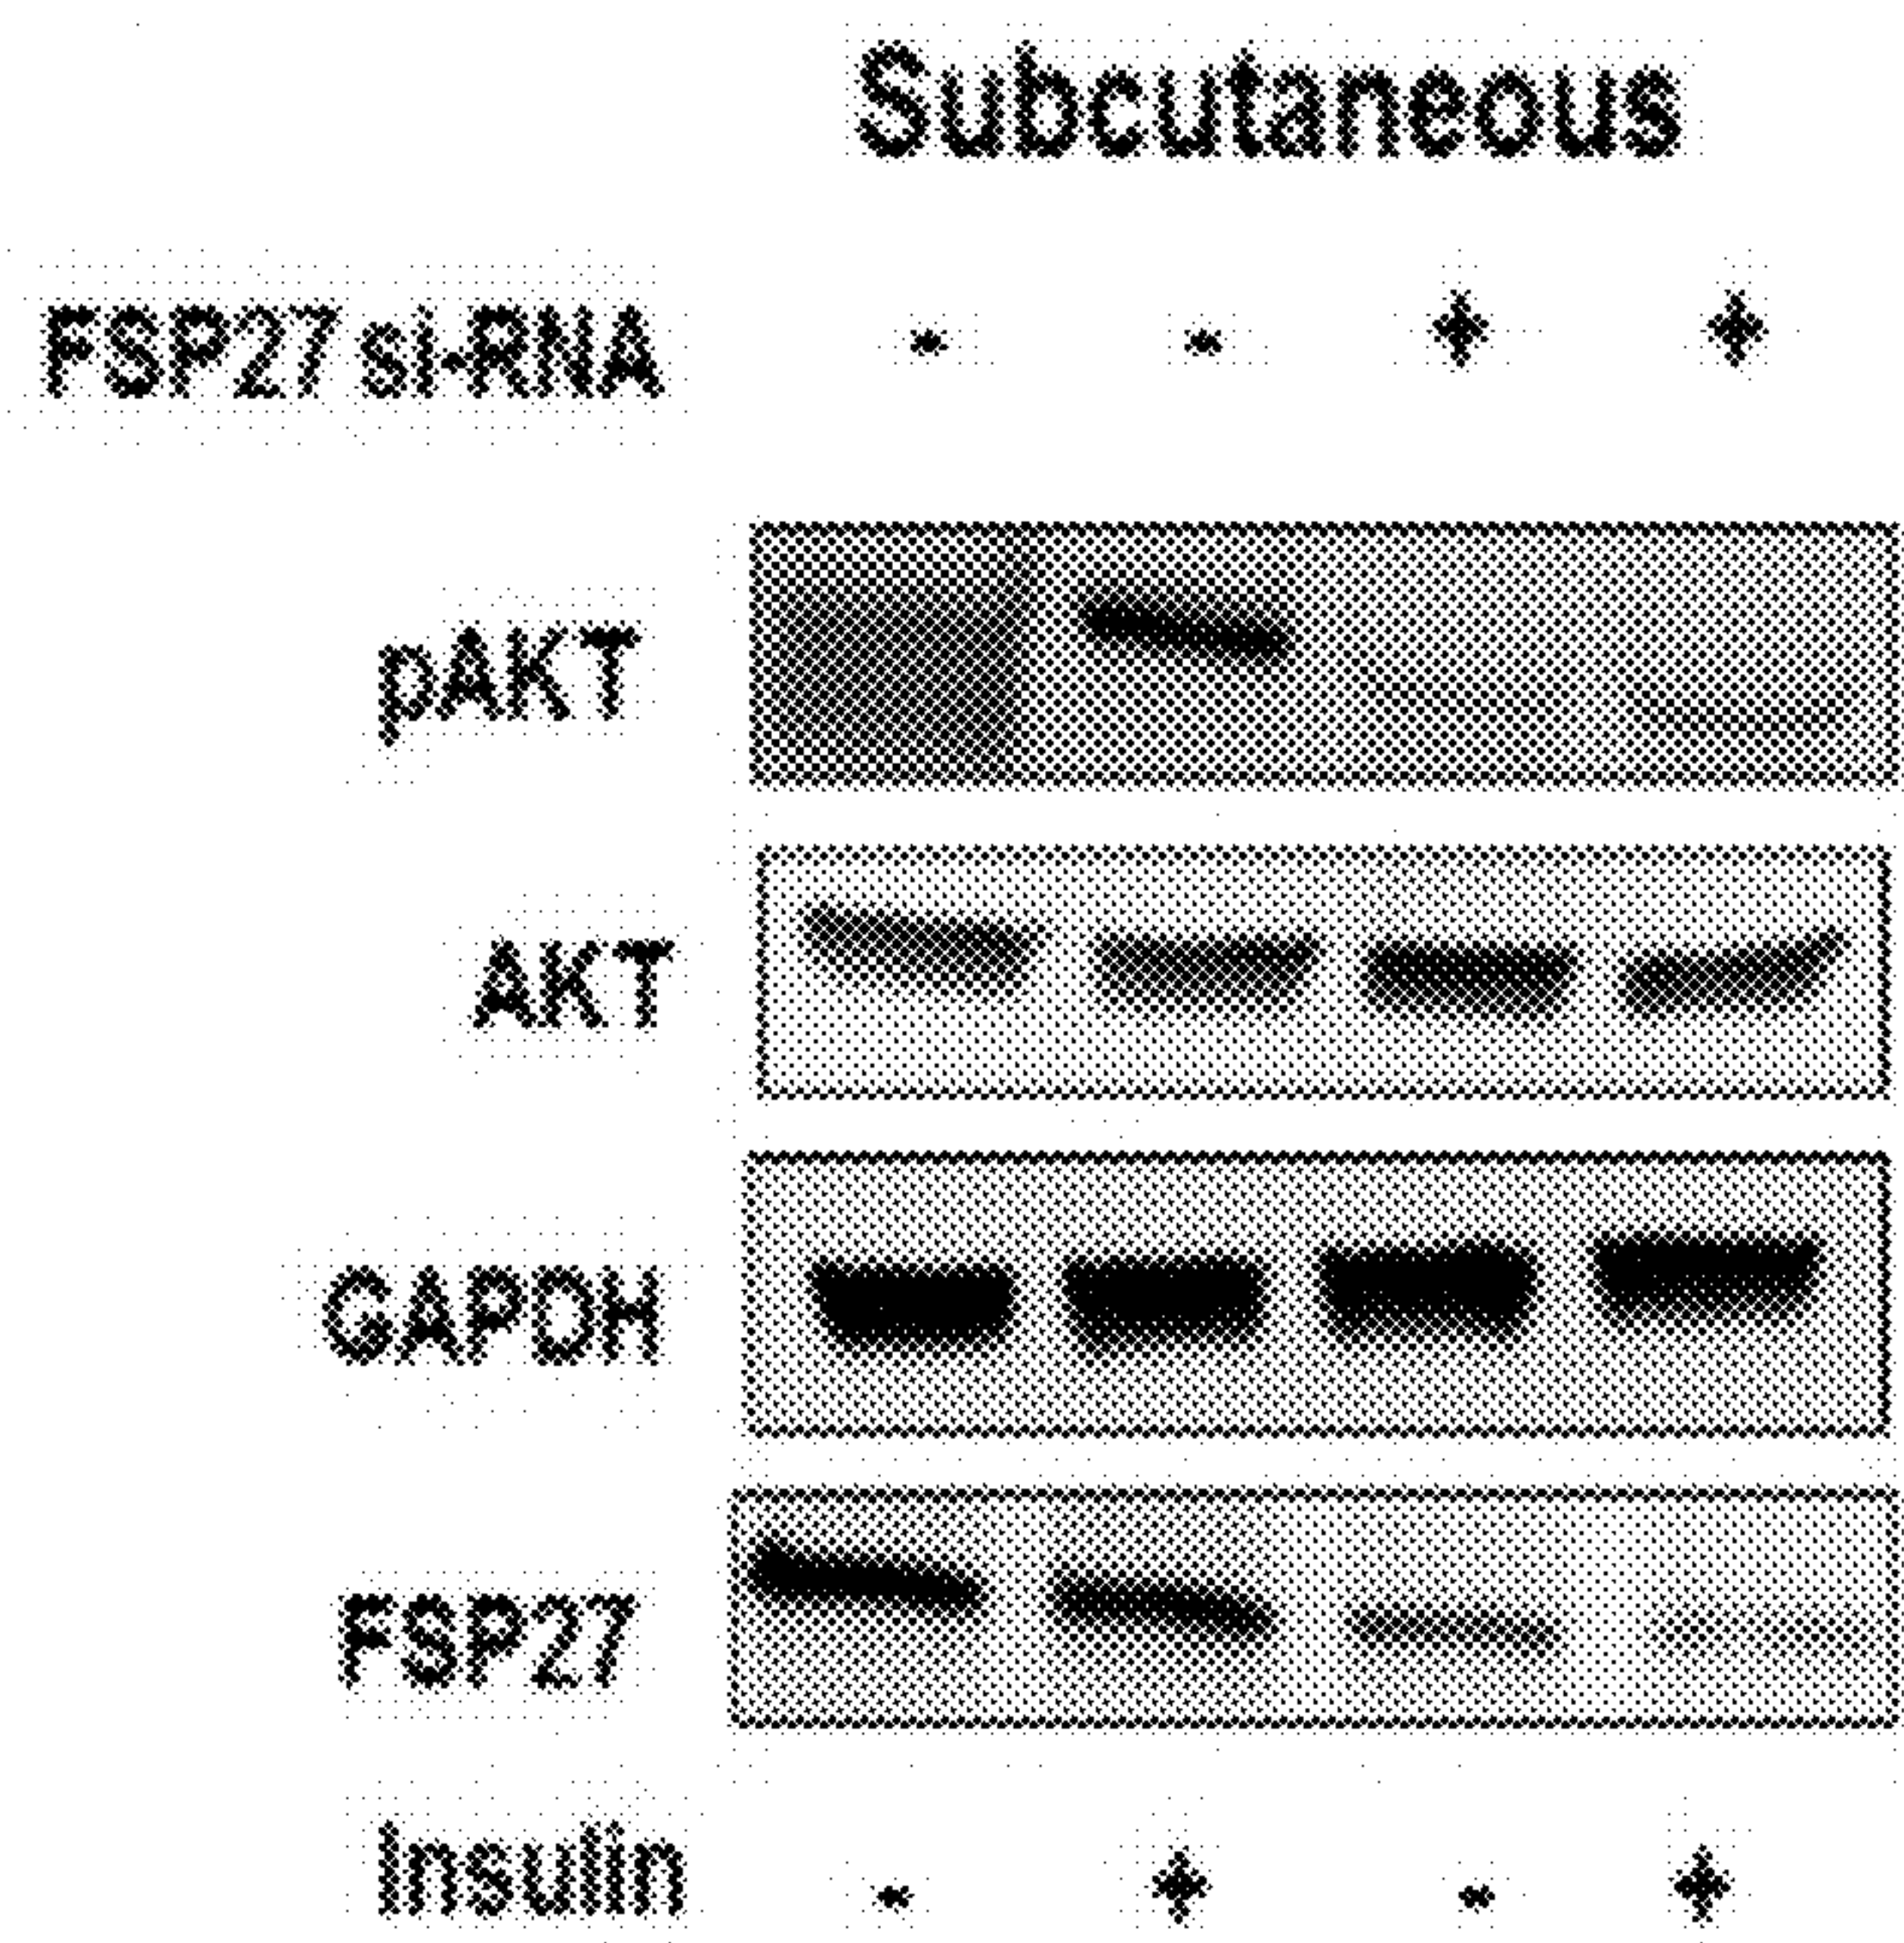 Subcutaneous
FSP27 si-RNA - - + +
pAKT
AKT
GAPDH
FSP27
Insulin - + - +